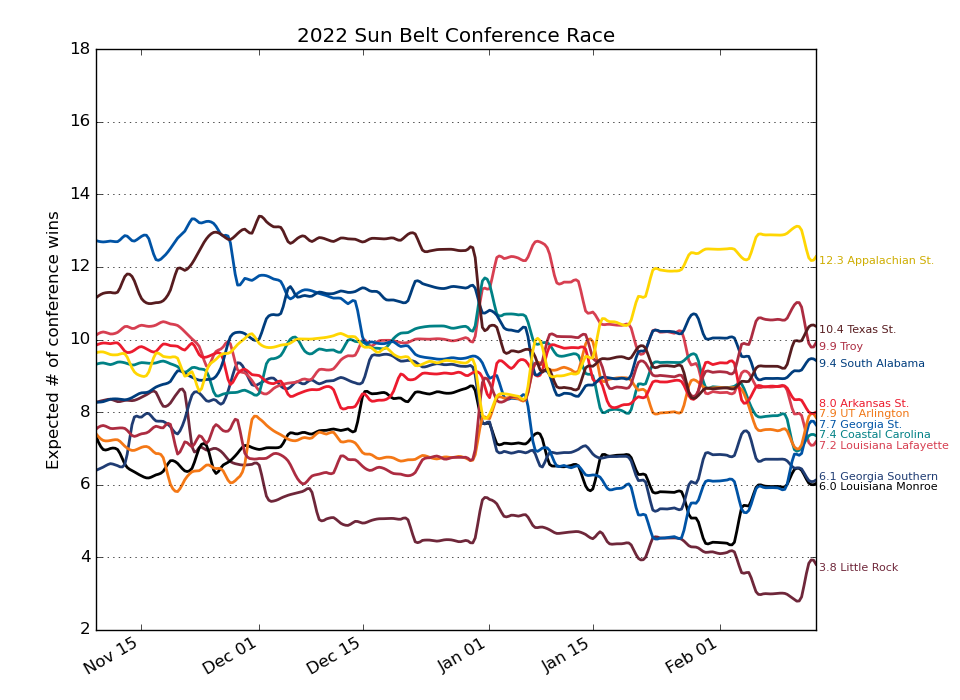 2022 Sun Belt Conference Race
Expected # of conference wins
18
16
14
12
10
8
6
4
2
Nov 15
Dec 01
Dec 15
Jan 01
Jan 15
Feb 01
12.3 Appalachian St.
10.4 Texas St.
9.9 Troy
9.4 South Alabama
8.0 Arkansas St.
7.9 UT Arlington
7.7 Georgia St.
7.4 Coastal Carolina
7.2 Louisiana Lafayette
6.1 Georgia Southern
6.0 Louisiana Monroe
3.8 Little Rock